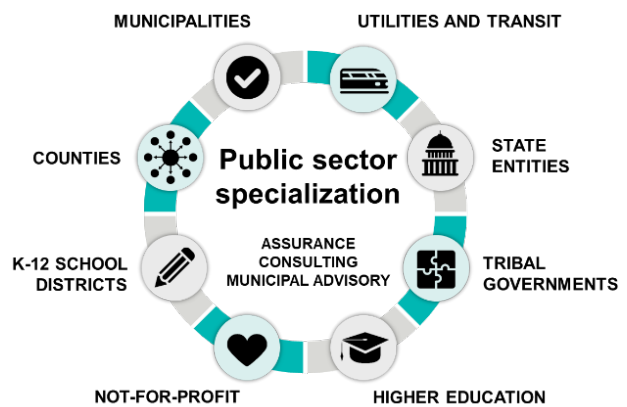 MUNICIPALITIES
UTILITIES AND TRANSIT
COUNTIES
Public sector
specialization
STATE
ENTITIES
K-12 SCHOOL
DISTRICTS
ASSURANCE
CONSULTING
MUNICIPAL ADVISORY
TRIBAL
GOVERNMENTS
NOT-FOR-PROFIT
HIGHER EDUCATION